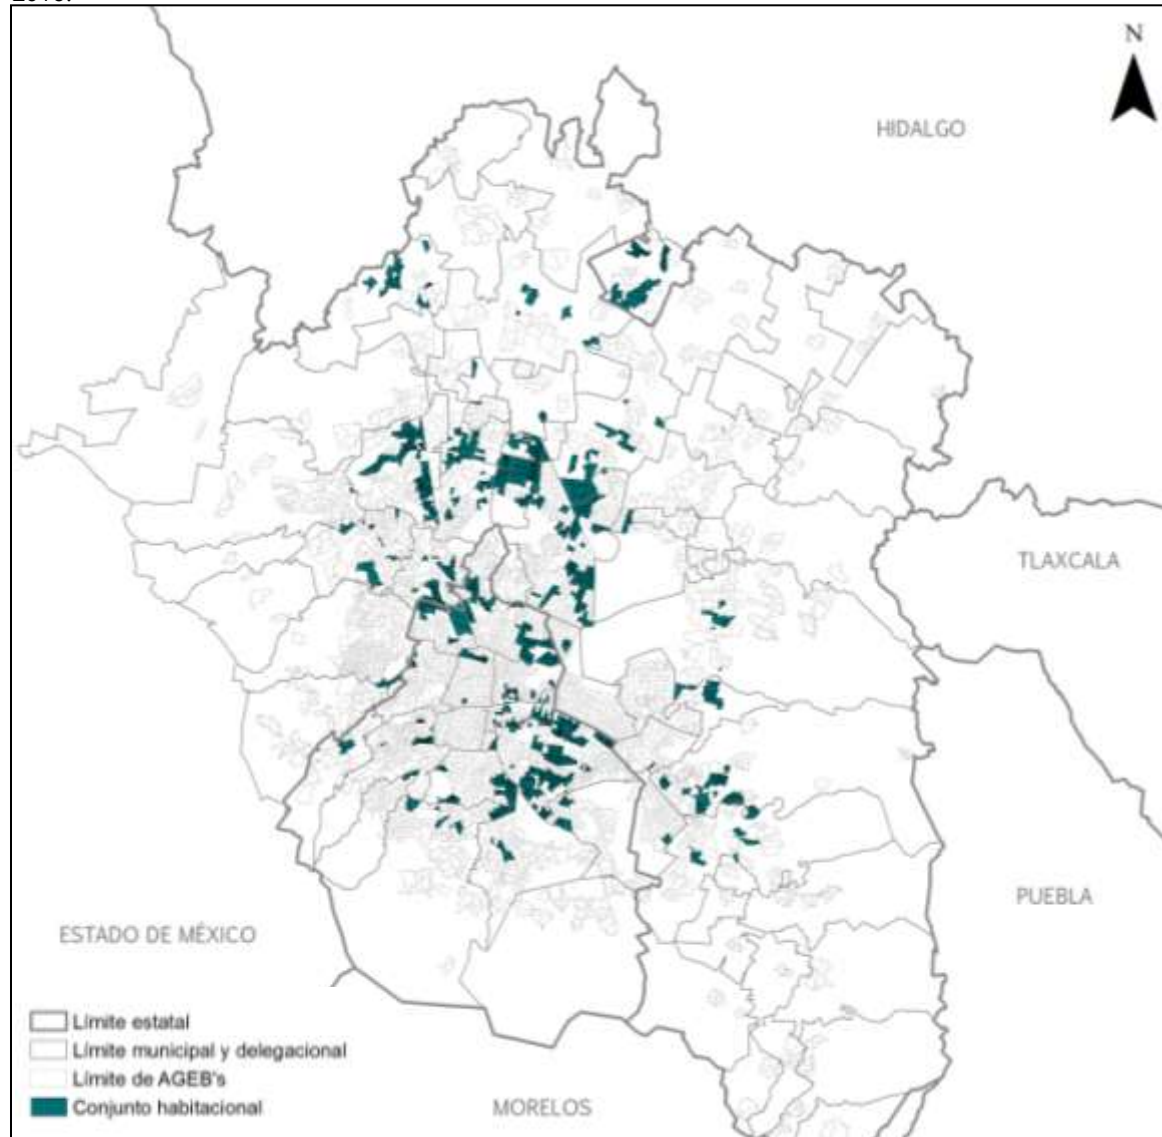 N
HIDALGO
TLAXCALA
PUEBLA
ESTADO DE MÉXICO
Límite estatal
Límite municipal y delegacional
Límite de AGEB's
Conjunto habitacional
MORELOS